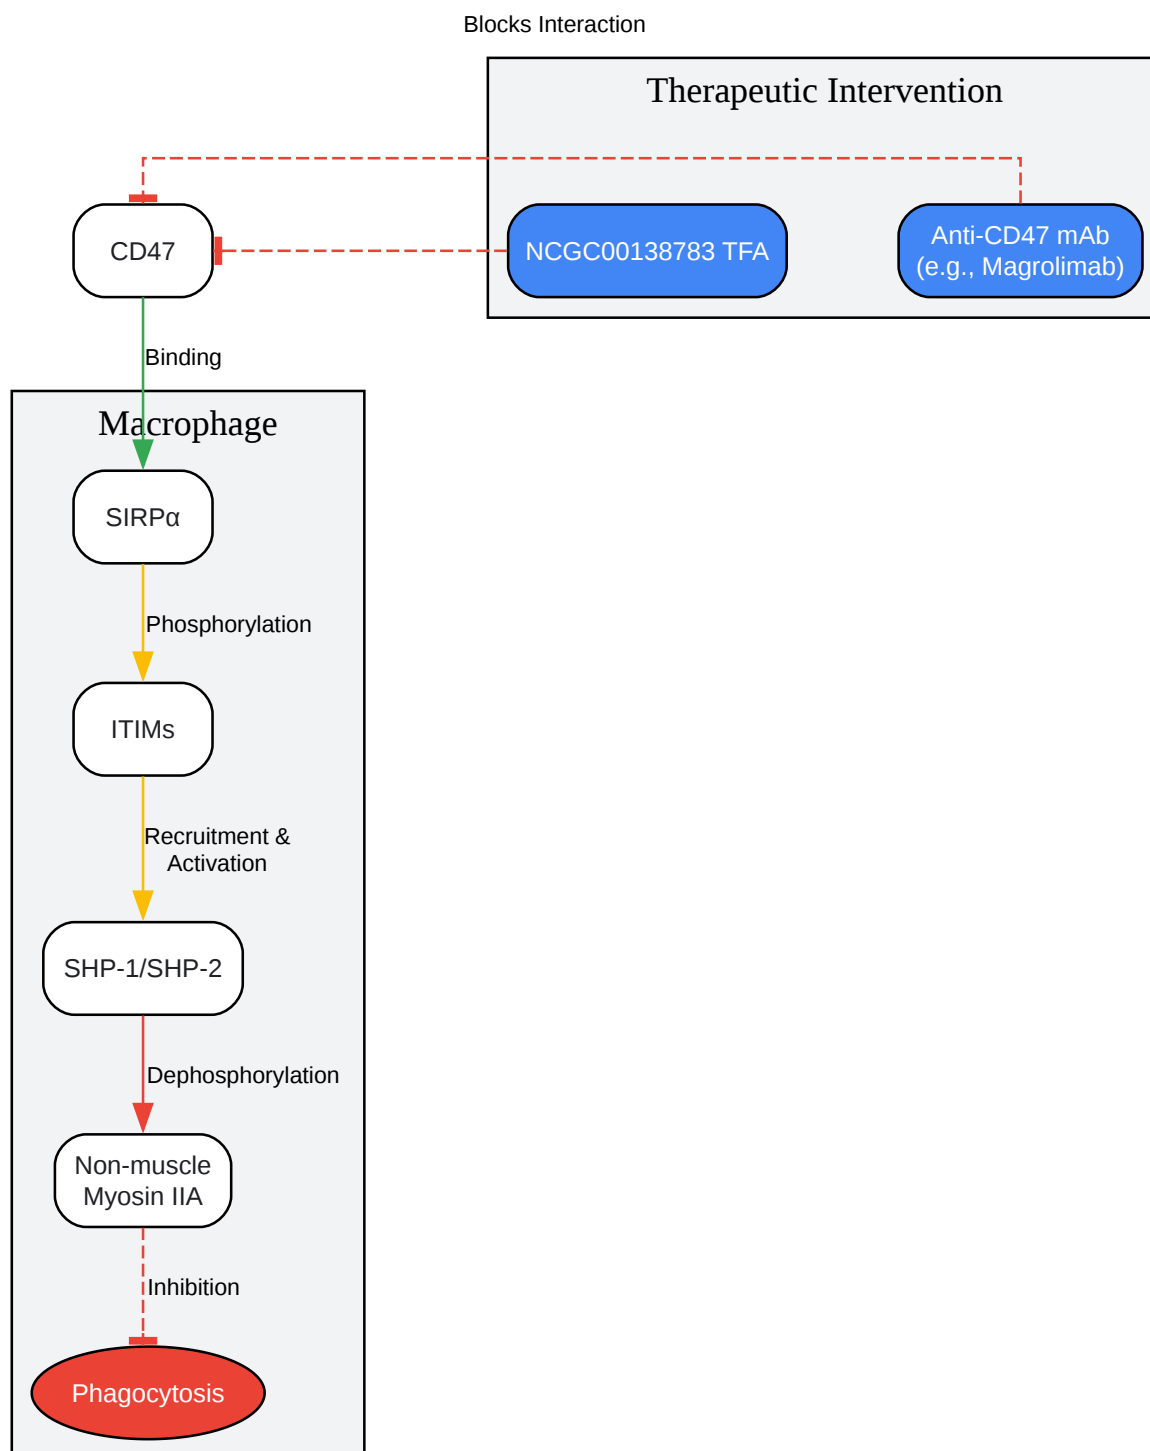 Blocks Interaction
Therapeutic Intervention
CD47
NCGC00138783 TFA
Anti-CD47 mAb
(e.g., Magrolimab)
Binding
Macrophage
SIRPα
Phosphorylation
ITIMs
Recruitment &
Activation
SHP-1/SHP-2
Dephosphorylation
Non-muscle
Myosin IIA
Inhibition
Phagocytosis